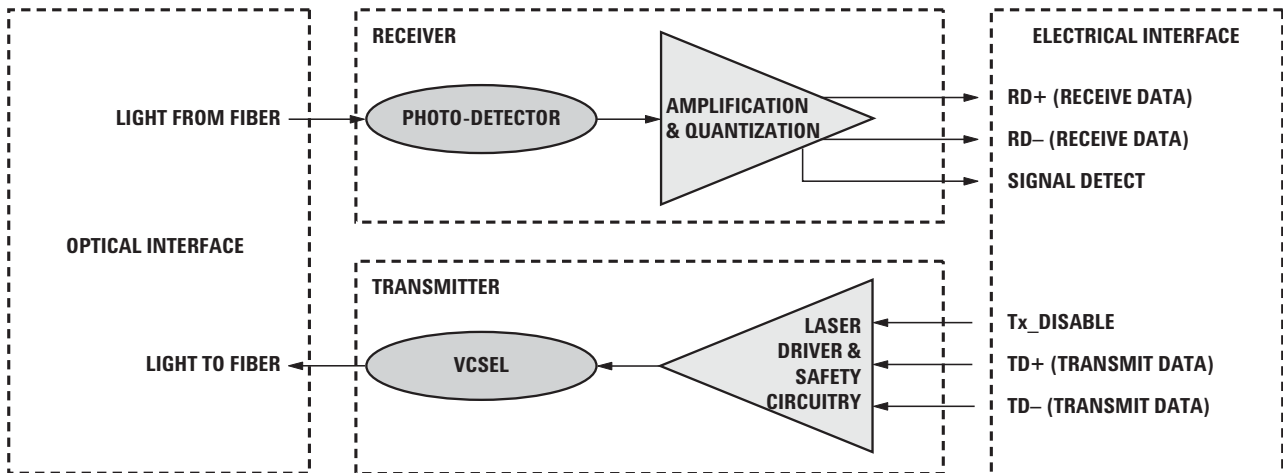 RECEIVER
ELECTRICAL INTERFACE
LIGHT FROM FIBER
PHOTO-DETECTOR
AMPLIFICATION
& QUANTIZATION
RD+ (RECEIVE DATA)
RD– (RECEIVE DATA)
SIGNAL DETECT
OPTICAL INTERFACE
TRANSMITTER
LIGHT TO FIBER
VCSEL
LASER
DRIVER &
SAFETY
CIRCUITRY
Tx_DISABLE
TD+ (TRANSMIT DATA)
TD– (TRANSMIT DATA)